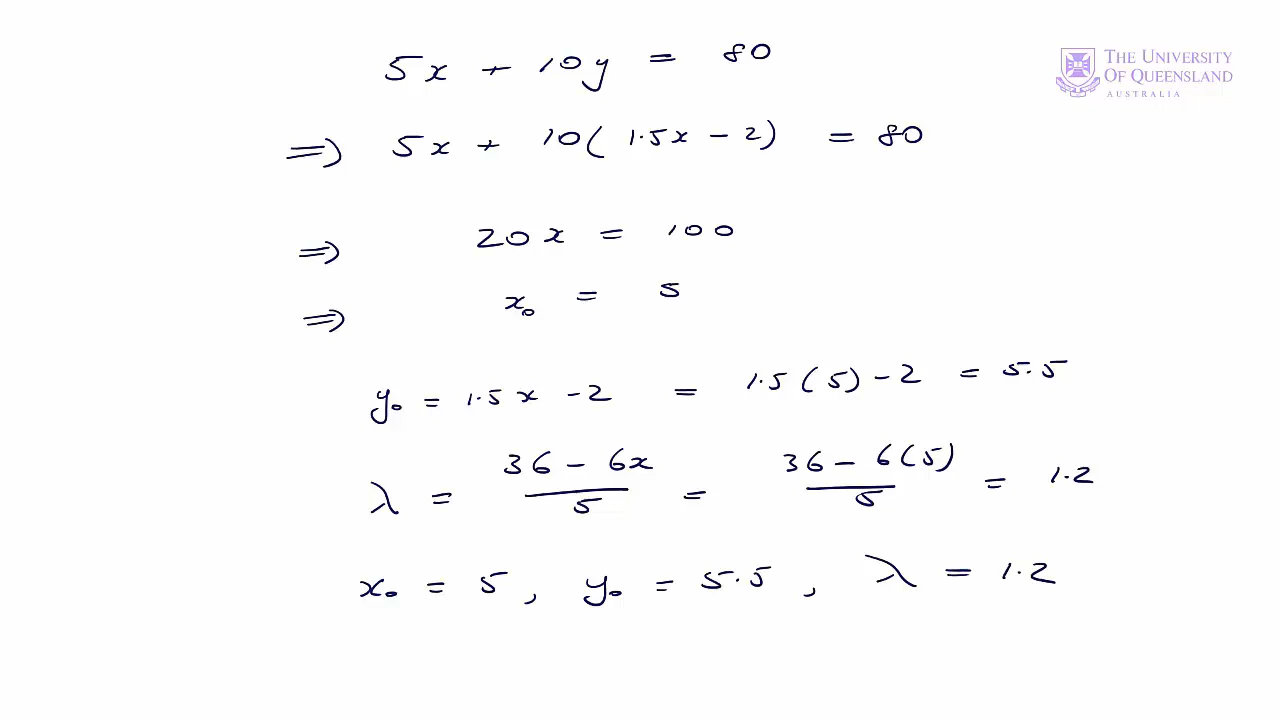 5x + 10y = 80
THE UNIVERSITY
OF QUEENSLAND
AUSTRALIA
⇒ 5x + 10(1.5x - 2) = 80
⇒ 20x = 100
⇒ x₀ = 5
y₀ = 1.5x - 2 = 1.5(5) - 2 = 5.5
λ = (36 - 6x)/5 = (36 - 6(5))/5 = 1.2
x₀ = 5, y₀ = 5.5, λ = 1.2